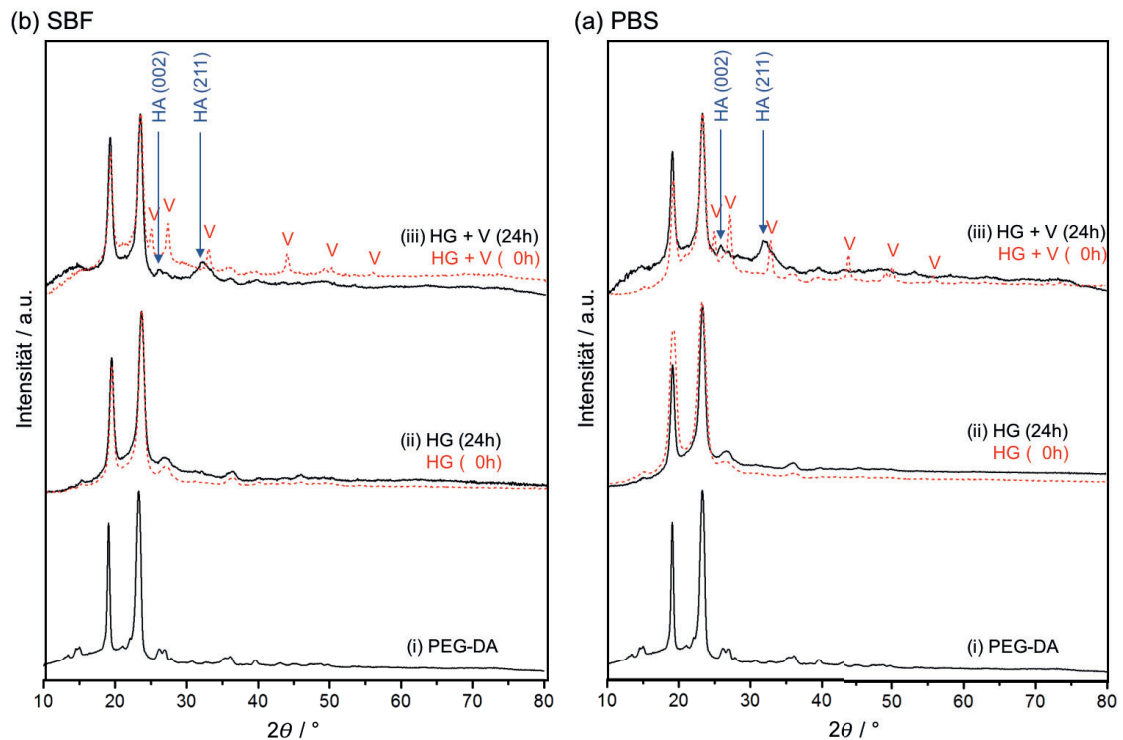 (b) SBF
HA (002)
HA (211)
V
V
V
V
V
V
(iii) HG + V (24h)
HG + V ( 0h)
(ii) HG (24h)
HG ( 0h)
(i) PEG-DA
Intensität / a.u.
10 20 30 40 50 60 70 80
2θ / °
(a) PBS
HA (002)
HA (211)
V
V
V
V
V
V
(iii) HG + V (24h)
HG + V ( 0h)
(ii) HG (24h)
HG ( 0h)
(i) PEG-DA
Intensität / a.u.
10 20 30 40 50 60 70 80
2θ / °